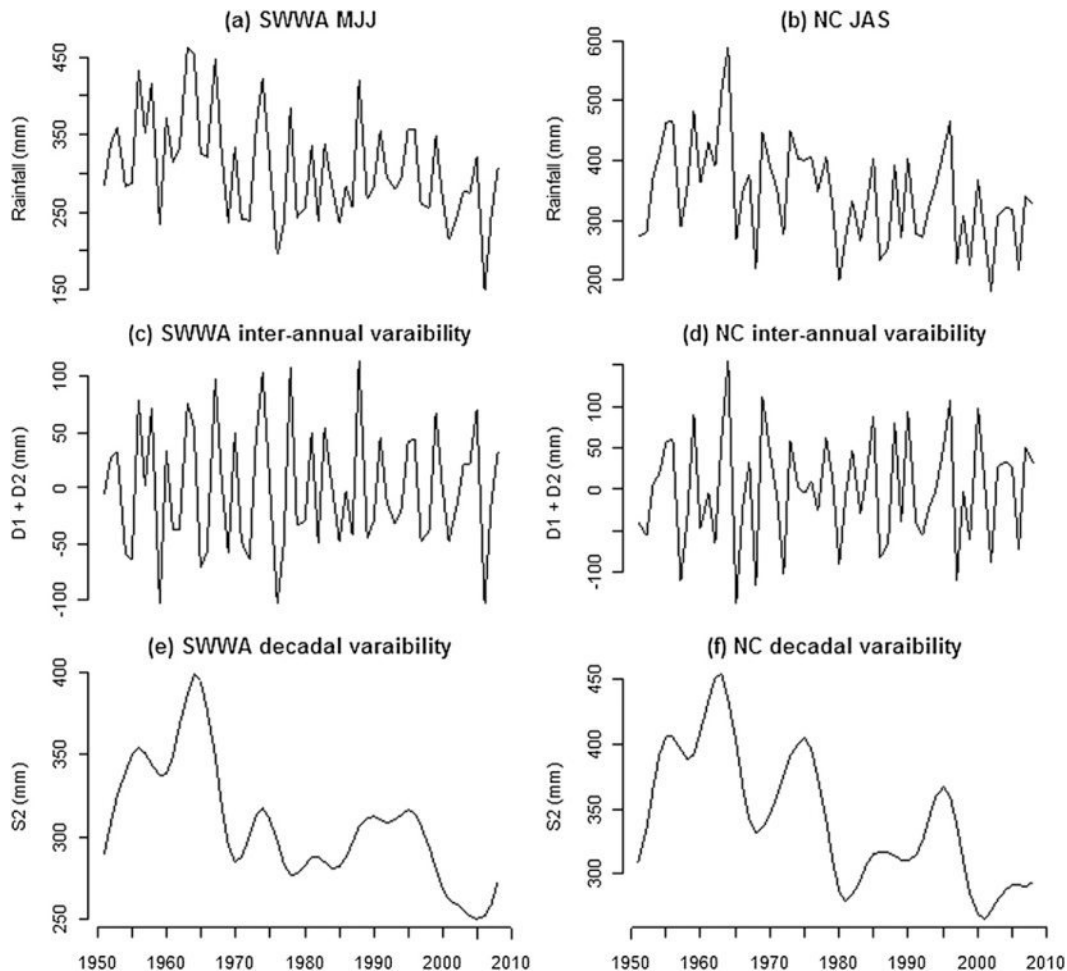 (a) SWWA MJJ
(b) NC JAS
Rainfall (mm)
450
350
250
150
Rainfall (mm)
600
500
400
300
200
(c) SWWA inter-annual varaibility
(d) NC inter-annual varaibility
D1 + D2 (mm)
100
50
0
-50
-100
D1 + D2 (mm)
100
50
0
-100
(e) SWWA decadal varaibility
(f) NC decadal varaibility
S2 (mm)
400
350
300
250
S2 (mm)
450
400
350
300
1950 1960 1970 1980 1990 2000 2010
1950 1960 1970 1980 1990 2000 2010